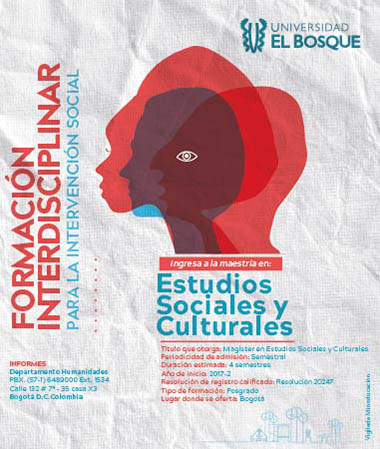 UNIVERSIDAD
EL BOSQUE
FORMACIÓN
INTERDISCIPLINAR
PARA LA INTERVENCIÓN SOCIAL
Ingresa a la maestría en:
Estudios
Sociales y
Culturales
Título que otorga: Magíster en Estudios Sociales y Culturales
Periodicidad de admisión: Semestral
Duración estimada: 4 semestres
Año de inicio: 2017-2
Resolución de registro calificado: Resolución 20247
Tipo de formación: Posgrado
Lugar donde se oferta: Bogotá
INFORMES
Departamento Humanidades
PBX. (57-1) 6489000 Ext. 1534
Calle 132 # 7ª - 35 casa X3
Bogotá D.C. Colombia
Vigilada Mineducación